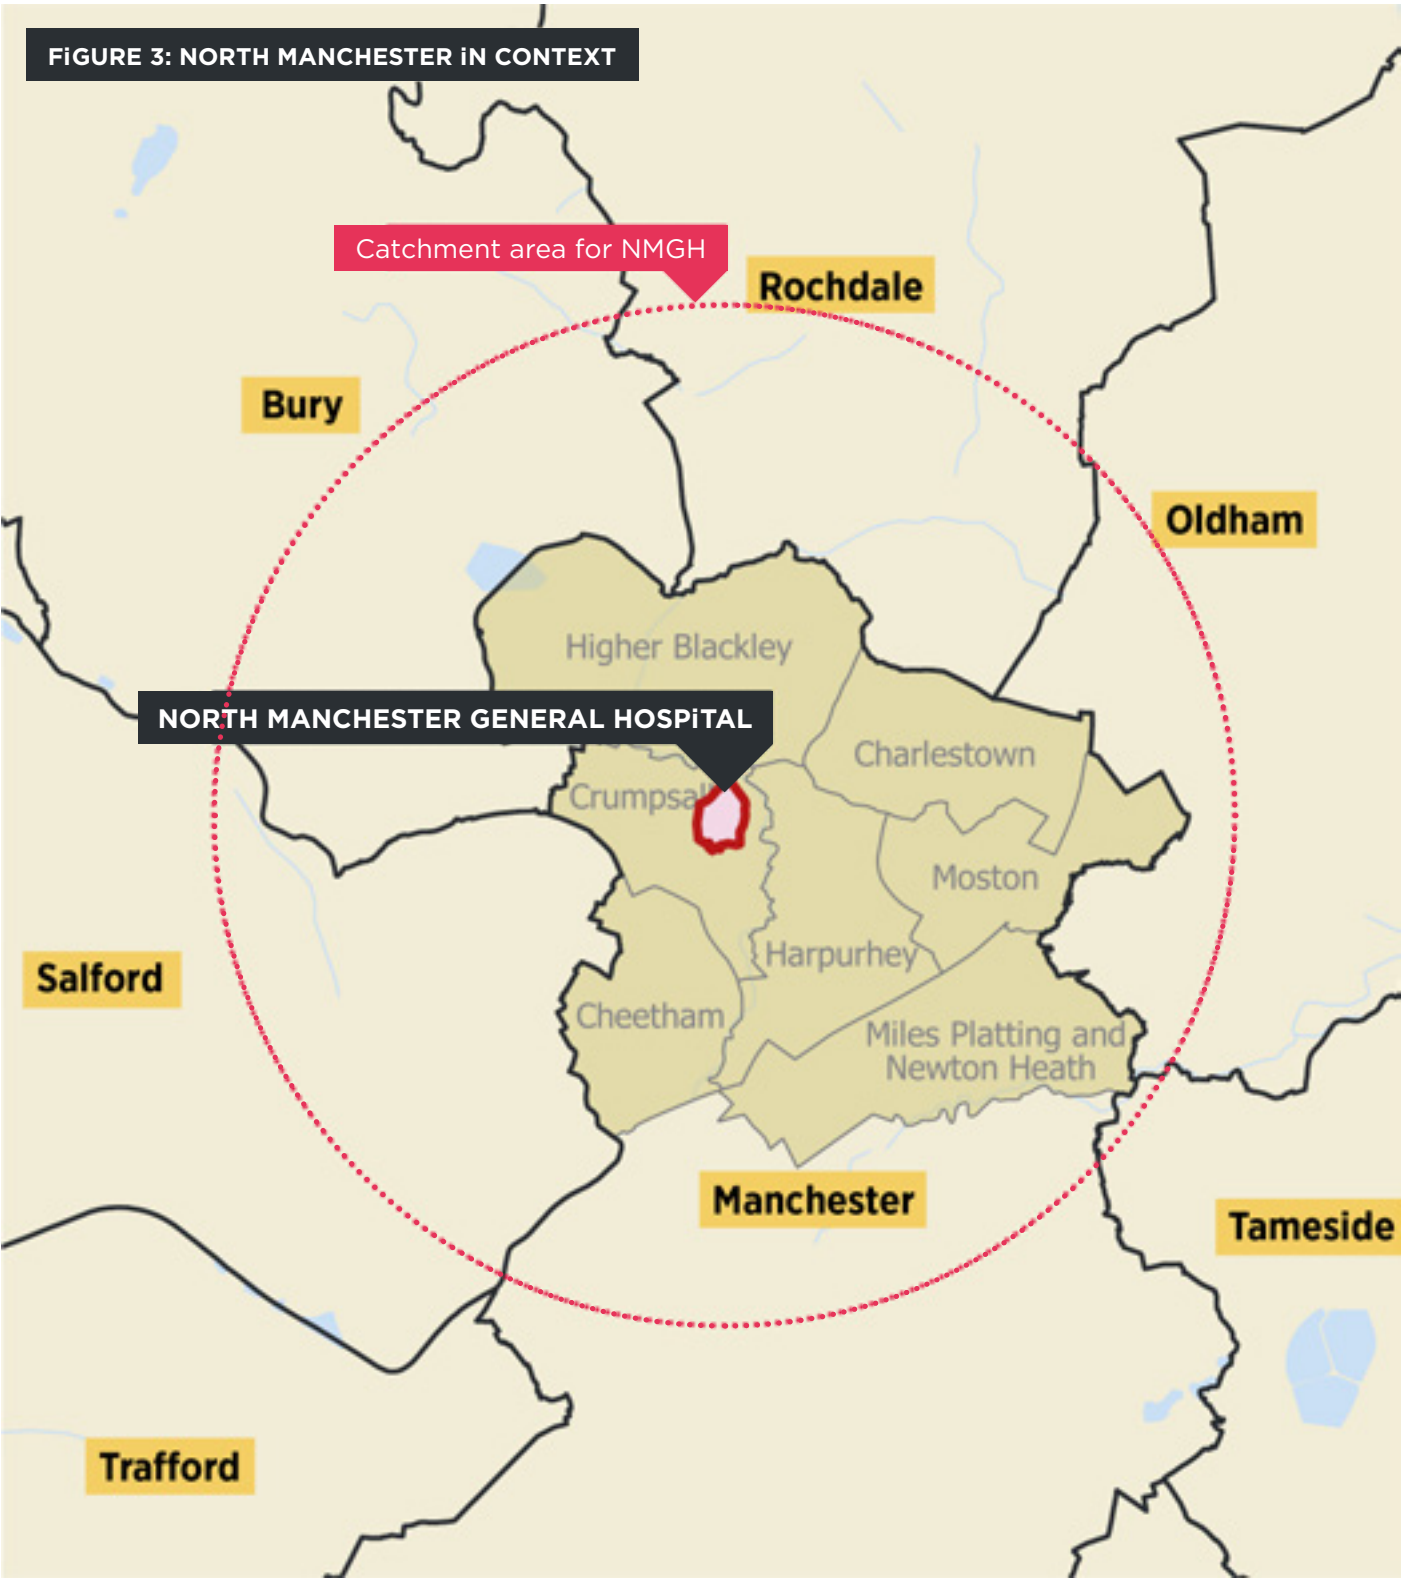 FiGURE 3: NORTH MANCHESTER iN CONTEXT
Catchment area for NMGH
Rochdale
Bury
Oldham
Higher Blackley
NORTH MANCHESTER GENERAL HOSPiTAL
Charlestown
Crumpsall
Moston
Harpurhey
Salford
Cheetham
Miles Platting and
Newton Heath
Manchester
Tameside
Trafford